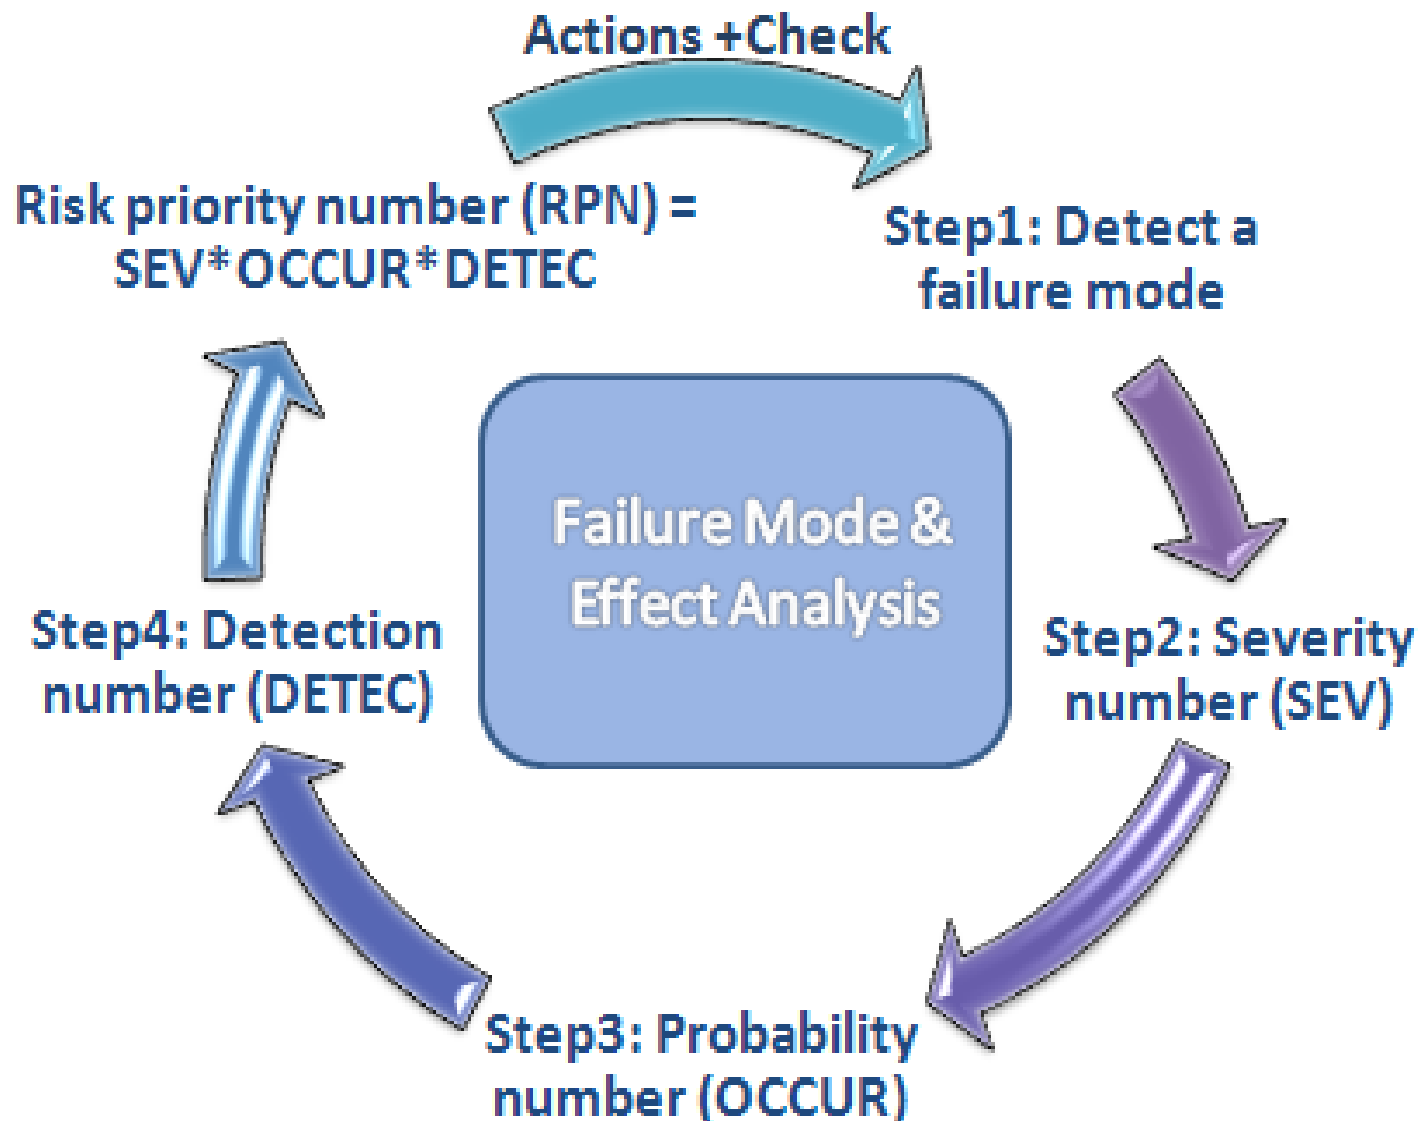 Actions +Check
Risk priority number (RPN) =
SEV*OCCUR*DETEC
Step1: Detect a
failure mode
Failure Mode &
Effect Analysis
Step4: Detection
number (DETEC)
Step2: Severity
number (SEV)
Step3: Probability
number (OCCUR)